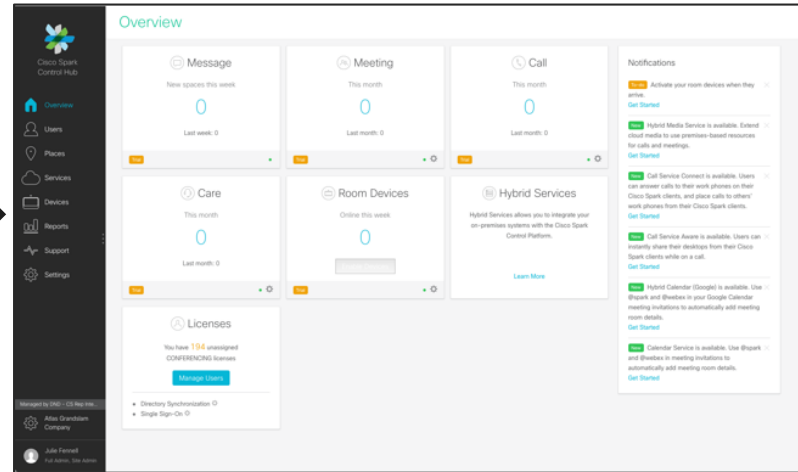 Overview
Cisco Spark
Control Hub
Overview
Users
Places
Services
Devices
Reports
Support
Settings
Managed by DND - CS Rep Inte...
Atlas Grandslam
Company
Julie Fennell
Full Admin, Site Admin
Message
New spaces this week
0
Last week: 0
Trial
Meeting
This month
0
Last month: 0
Trial
Call
This month
0
Last month: 0
Trial
Care
This month
0
Last month: 0
Trial
Room Devices
Online this week
0
Trial
Hybrid Services
Hybrid Services allows you to integrate your
on-premises systems with the Cisco Spark
Control Platform.
Learn More
Licenses
You have 194 unassigned
CONFERENCING licenses
Manage Users
Directory Synchronization
Single Sign-On
Notifications
To-do Activate your room devices when they
arrive.
Get Started
New Hybrid Media Service is available. Extend
cloud media to use premises-based resources
for calls and meetings.
Get Started
New Call Service Connect is available. Users
can answer calls to their work phones on their
Cisco Spark clients, and place calls to others'
work phones from their Cisco Spark clients.
Get Started
New Call Service Aware is available. Users can
instantly share their desktops from their Cisco
Spark clients while on a call.
Get Started
New Hybrid Calendar (Google) is available. Use
@spark and @webex in your Google Calendar
meeting invitations to automatically add meeting
room details.
Get Started
New Calendar Service is available. Use @spark
and @webex in meeting invitations to
automatically add meeting room details.
Get Started